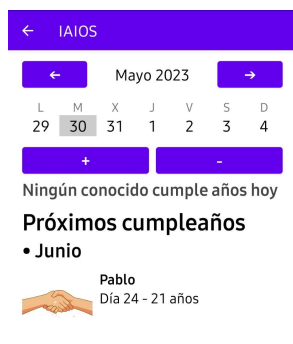 ← IAIOS
← Mayo 2023 →
L M X J V S D
29 30 31 1 2 3 4
+ -
Ningún conocido cumple años hoy
Próximos cumpleaños
• Junio
Pablo
Día 24 - 21 años